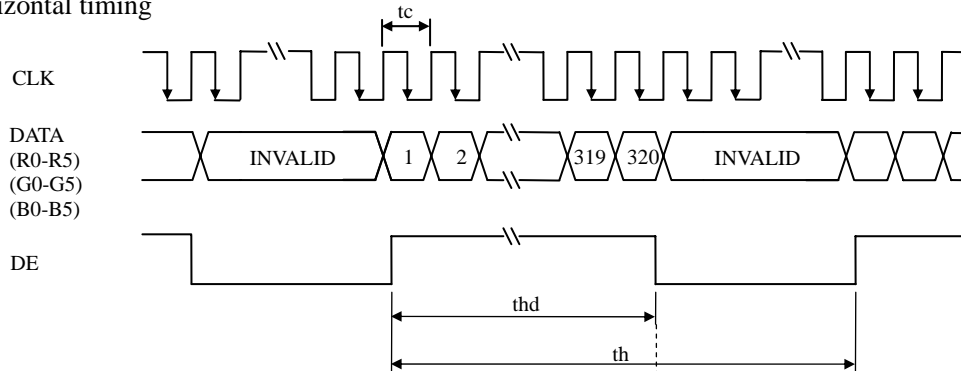 izontal timing
tc
CLK
DATA
(R0-R5)
(G0-G5)
(B0-B5)
INVALID 1 2 319 320 INVALID
DE
thd
th